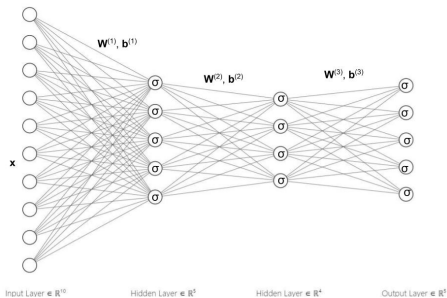 W⁽¹⁾, b⁽¹⁾
W⁽²⁾, b⁽²⁾
W⁽³⁾, b⁽³⁾
σ σ σ σ σ
σ σ σ σ
σ σ σ σ σ
x
Input Layer ∈ ℝ¹⁰
Hidden Layer ∈ ℝ⁵
Hidden Layer ∈ ℝ⁴
Output Layer ∈ ℝ⁵